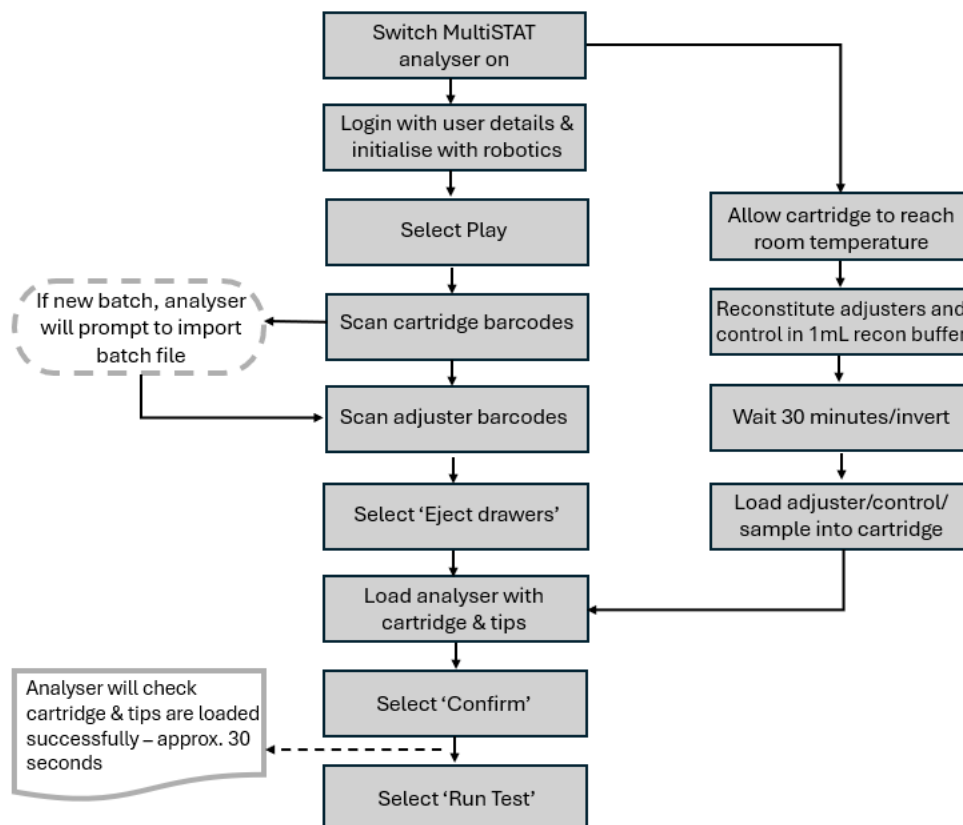 Switch MultiSTAT
analyser on
Login with user details &
initialise with robotics
Select Play
Scan cartridge barcodes
If new batch, analyser
will prompt to import
batch file
Scan adjuster barcodes
Select ‘Eject drawers’
Allow cartridge to reach
room temperature
Reconstitute adjusters and
control in 1mL recon buffer
Wait 30 minutes/invert
Load adjuster/control/
sample into cartridge
Load analyser with
cartridge & tips
Select ‘Confirm’
Analyser will check
cartridge & tips are loaded
successfully – approx. 30
seconds
Select ‘Run Test’